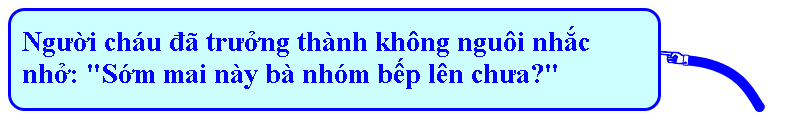 Người cháu đã trưởng thành không nguôi nhắc
nhở: "Sớm mai này bà nhóm bếp lên chưa?"